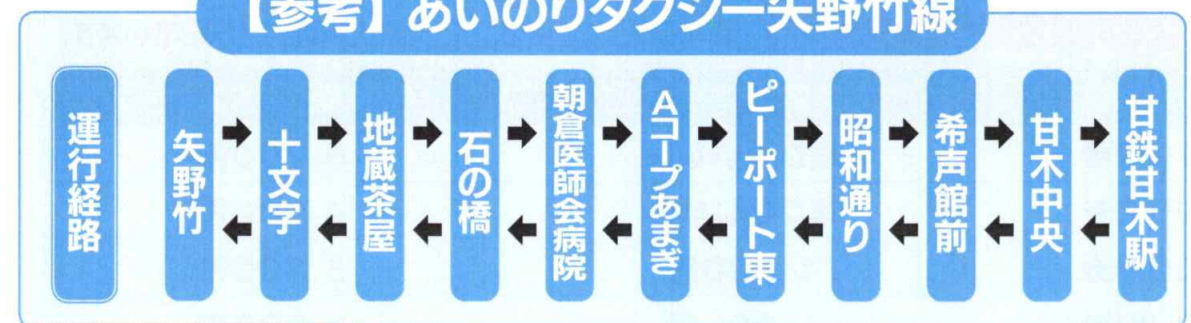 【参考】あいのりタクシー矢野竹線
運行経路
矢野竹
十文字
地蔵茶屋
石の橋
朝倉医師会病院
Aコープあまぎ
ピーポート東
昭和通り
希声館前
甘木中央
甘鉄甘木駅